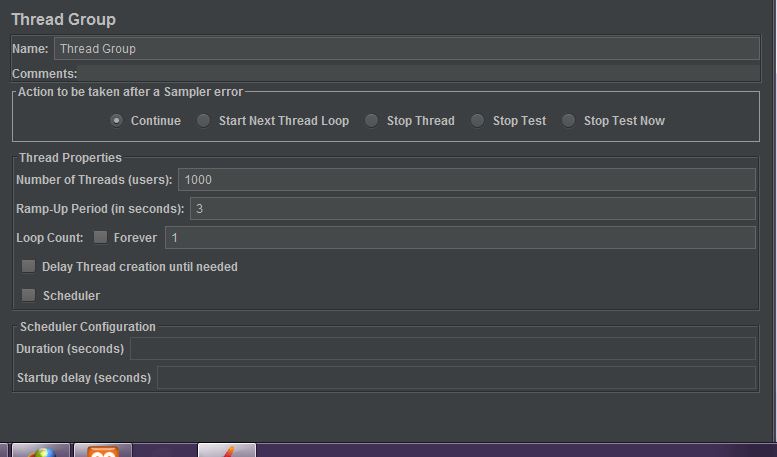 Thread Group
Name: Thread Group
Comments:
Action to be taken after a Sampler error
Continue Start Next Thread Loop Stop Thread Stop Test Stop Test Now
Thread Properties
Number of Threads (users): 1000
Ramp-Up Period (in seconds): 3
Loop Count: Forever 1
Delay Thread creation until needed
Scheduler
Scheduler Configuration
Duration (seconds)
Startup delay (seconds)